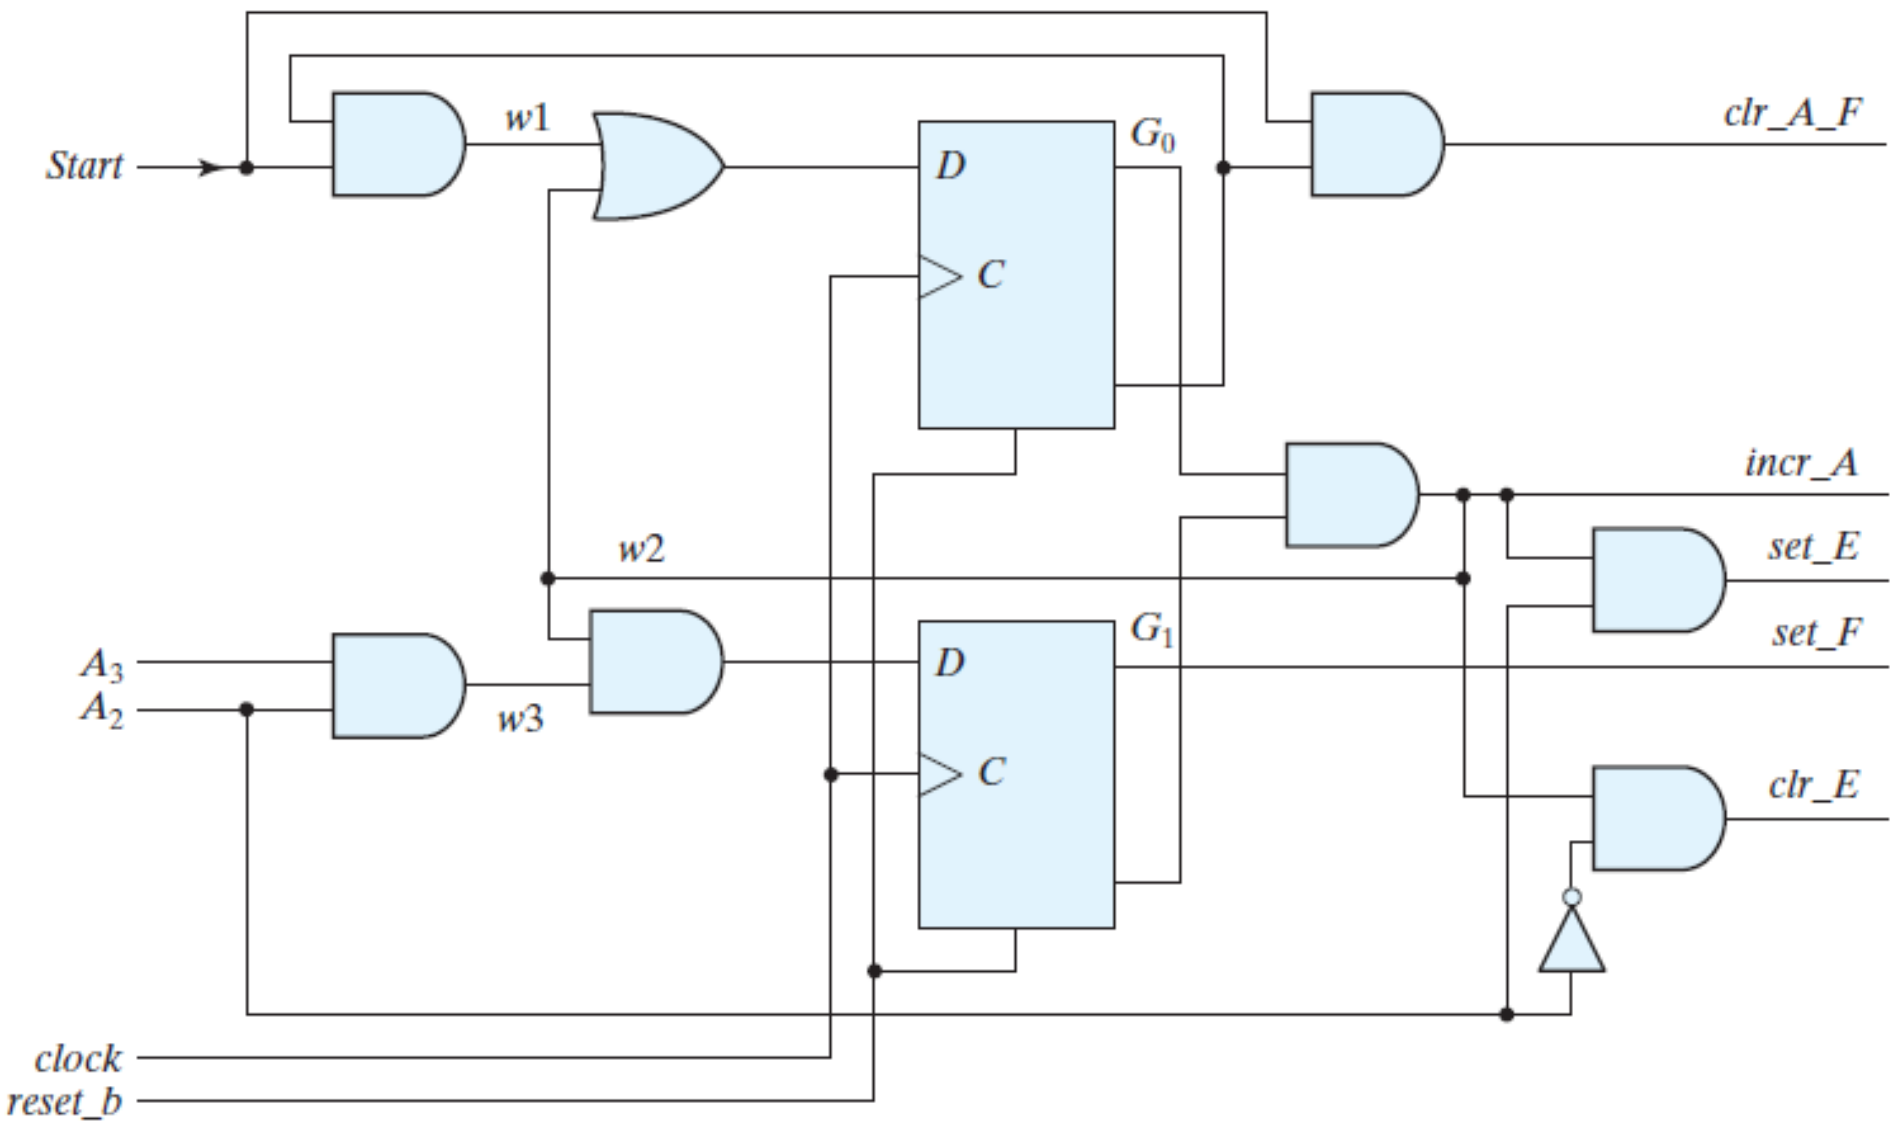 w1
G₀
clr_A_F
Start
D
C
incr_A
w2
set_E
G₁
set_F
A₃
D
A₂
w3
C
clr_E
clock
reset_b